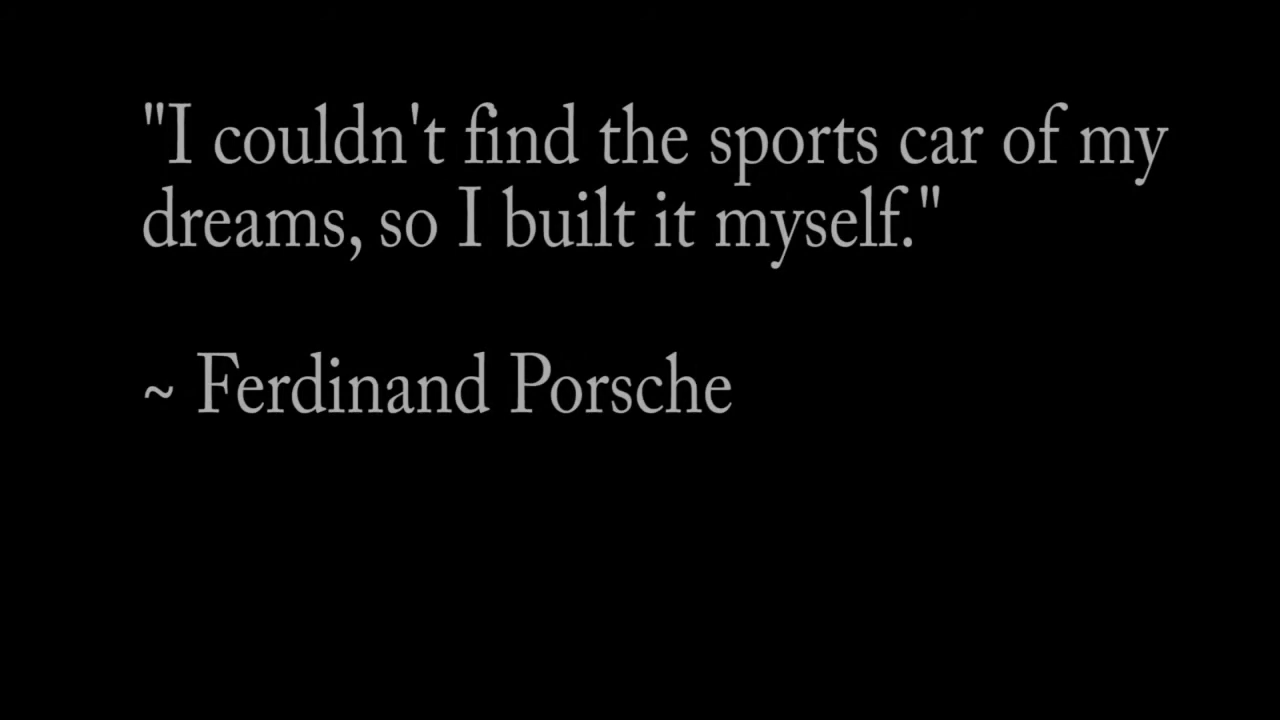 "I couldn't find the sports car of my
dreams, so I built it myself."
~ Ferdinand Porsche